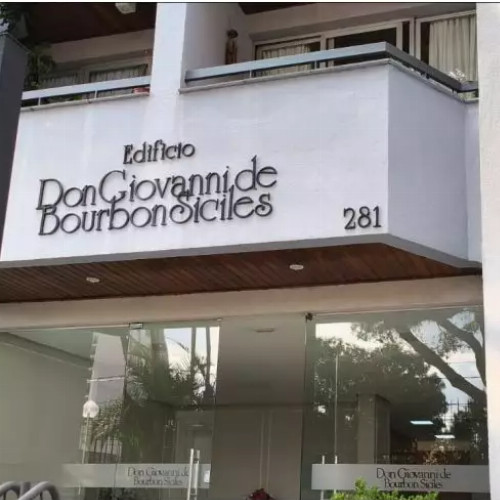 Edificio
Don Giovanni de
Bourbon Siciles
281
Don Giovanni de
Bourbon Siciles
Don Giovanni de
Bourbon Siciles